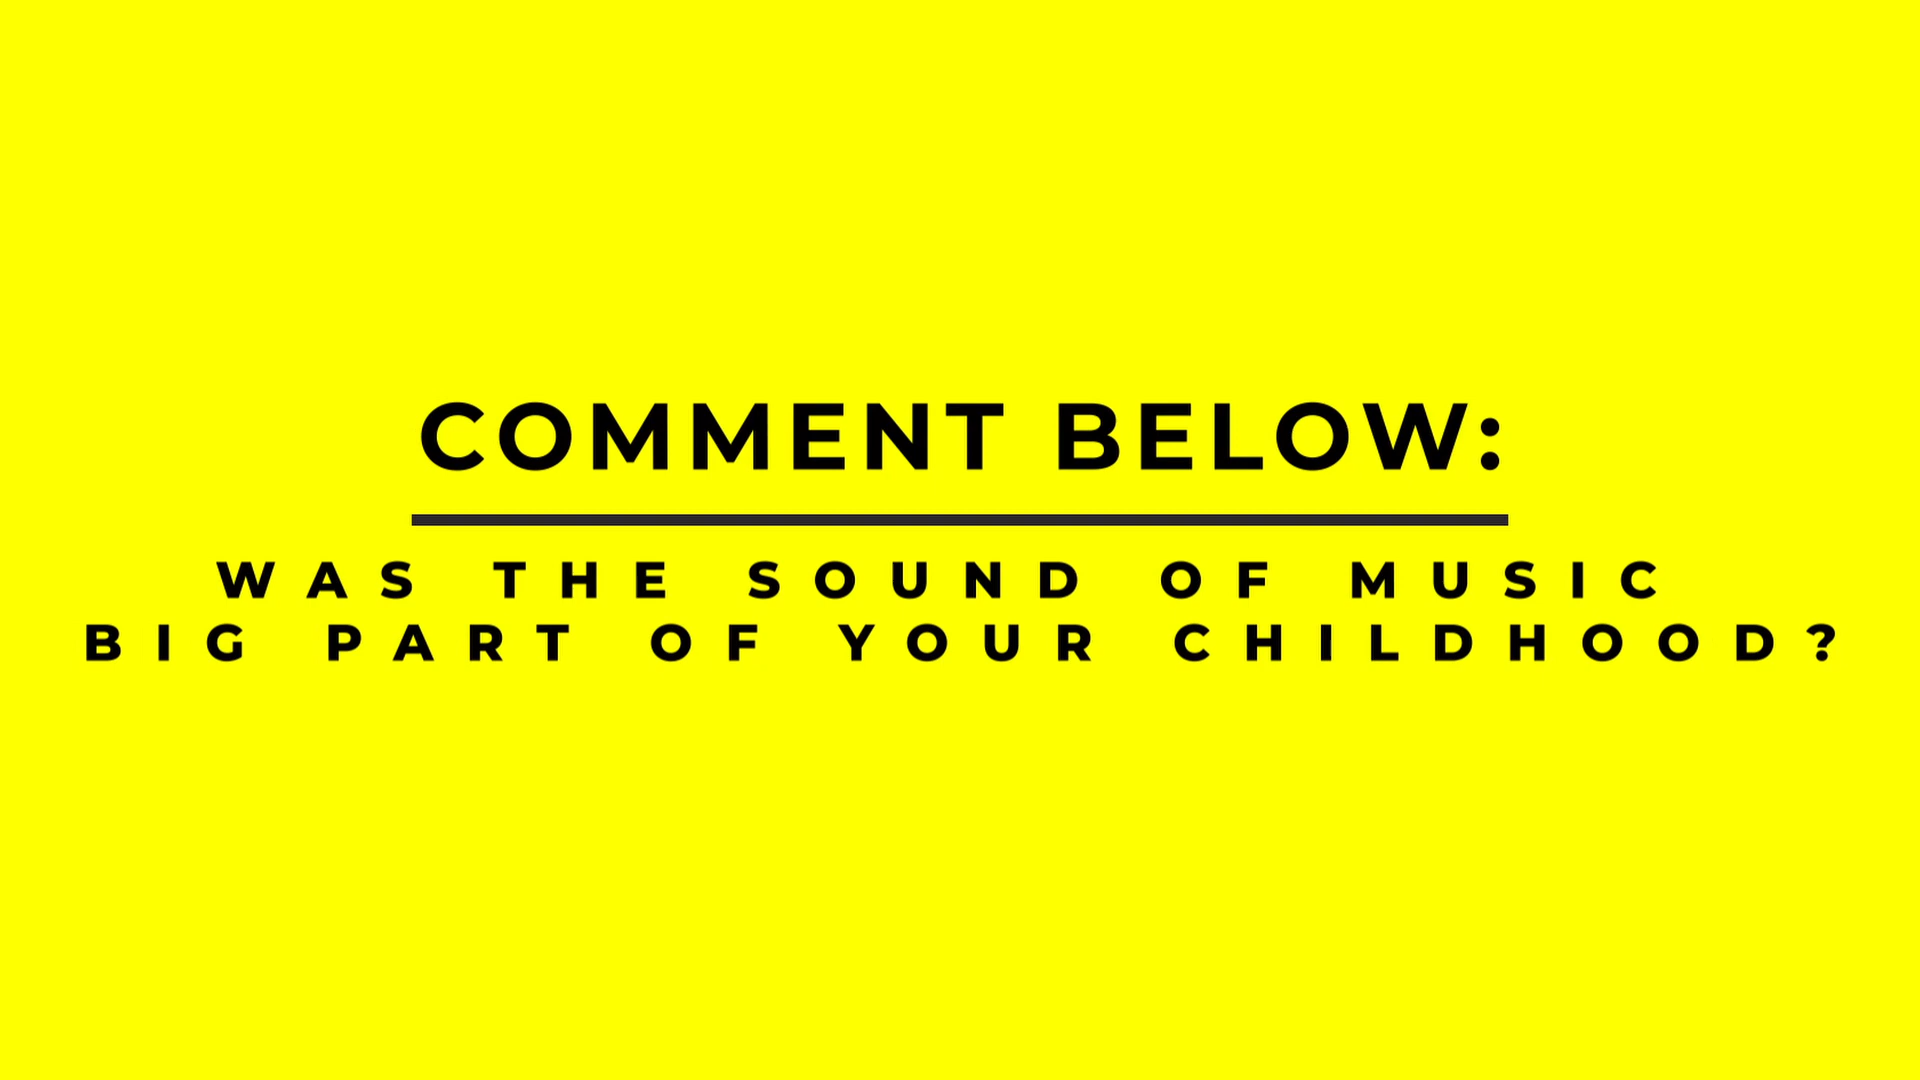 COMMENT BELOW:
WAS THE SOUND OF MUSIC
BIG PART OF YOUR CHILDHOOD?